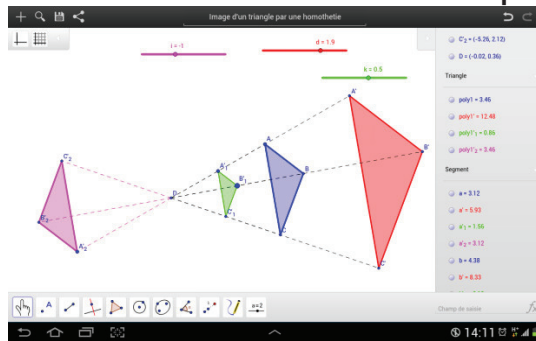 Image d'un triangle par une homothetie
i = -1
d = 1.9
k = 0.5
C'₂
B'₂
A'₂
D
A'₁
B'₁
C'₁
A
B
C
A'
B'
C'
C'₂ = (-5.26, 2.12)
D = (-0.02, 0.36)
Triangle
poly1 = 3.46
poly1' = 12.48
poly1'₁ = 0.86
poly1'₂ = 3.46
Segment
a = 3.12
a' = 5.93
a'₁ = 1.56
a'₂ = 3.12
b = 4.38
b' = 8.33
a=2
Champ de saisie
14:11